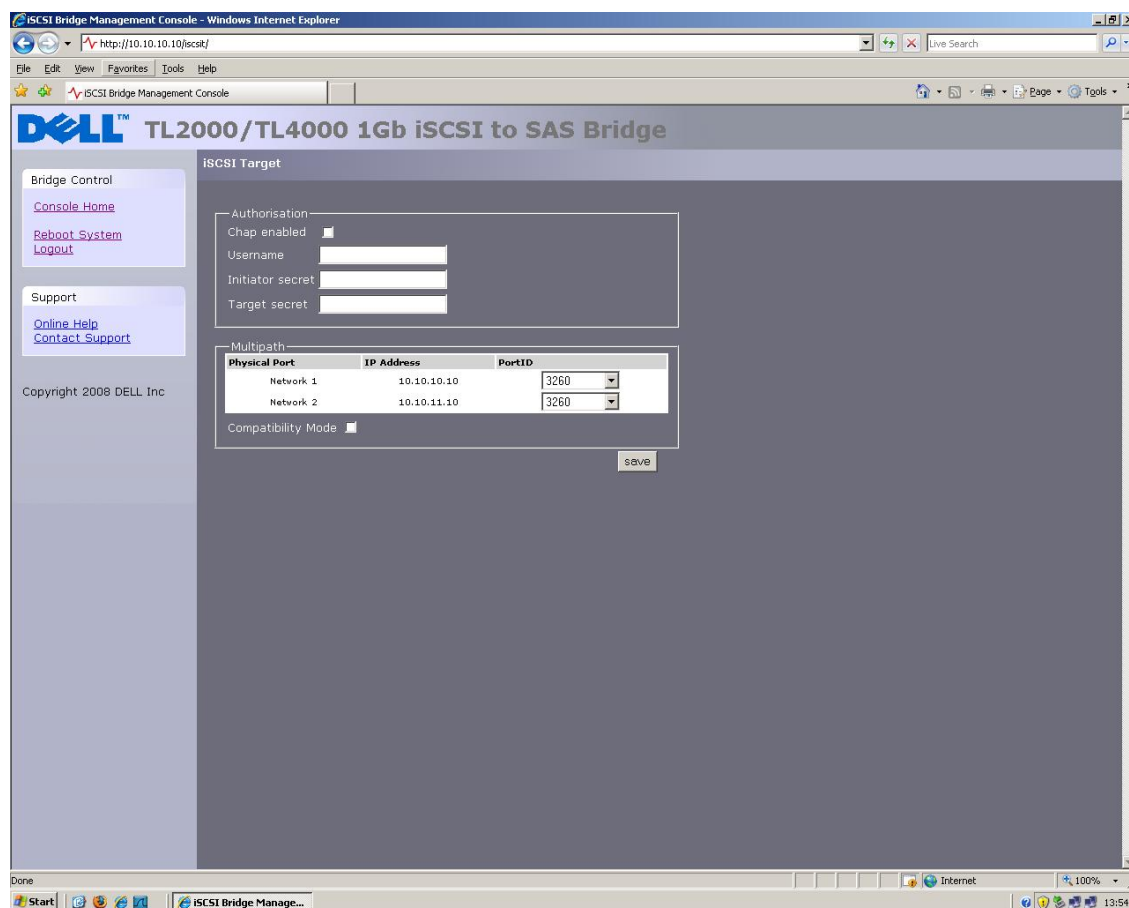 iSCSI Bridge Management Console - Windows Internet Explorer
http://10.10.10.10/iscsit/
Live Search
File Edit View Favorites Tools Help
iSCSI Bridge Management Console
Page Tools
DELL™ TL2000/TL4000 1Gb iSCSI to SAS Bridge
iSCSI Target
Bridge Control
Console Home
Reboot System
Logout
Support
Online Help
Contact Support
Copyright 2008 DELL Inc
Authorisation
Chap enabled
Username
Initiator secret
Target secret
Multipath
Physical Port IP Address PortID
Network 1 10.10.10.10 3260
Network 2 10.10.11.10 3260
Compatibility Mode
save
Done
Internet
100%
Start
iSCSI Bridge Manage...
13:54